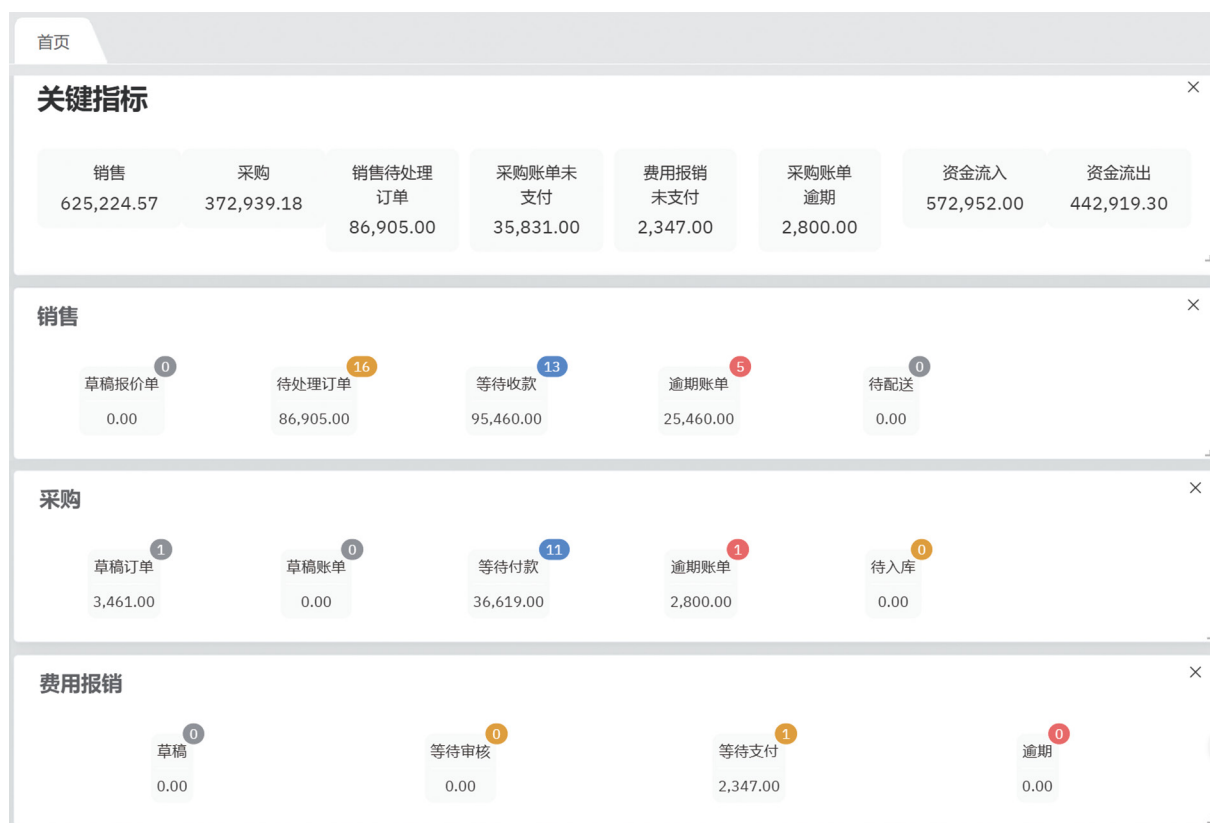 首页
关键指标
销售
625,224.57
采购
372,939.18
销售待处理
订单
86,905.00
采购账单未
支付
35,831.00
费用报销
未支付
2,347.00
采购账单
逾期
2,800.00
资金流入
572,952.00
资金流出
442,919.30
销售
草稿报价单 0
0.00
待处理订单 16
86,905.00
等待收款 13
95,460.00
逾期账单 5
25,460.00
待配送 0
0.00
采购
草稿订单 1
3,461.00
草稿账单 0
0.00
等待付款 11
36,619.00
逾期账单 1
2,800.00
待入库 0
0.00
费用报销
草稿 0
0.00
等待审核 0
0.00
等待支付 1
2,347.00
逾期 0
0.00